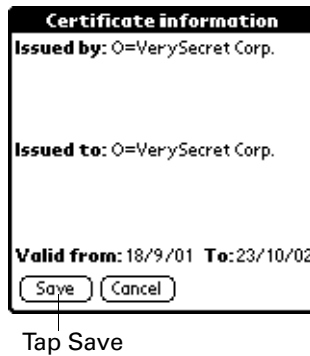 Certificate information
Issued by: O=VerySecret Corp.
Issued to: O=VerySecret Corp.
Valid from: 18/9/01 To: 23/10/02
Save Cancel
Tap Save